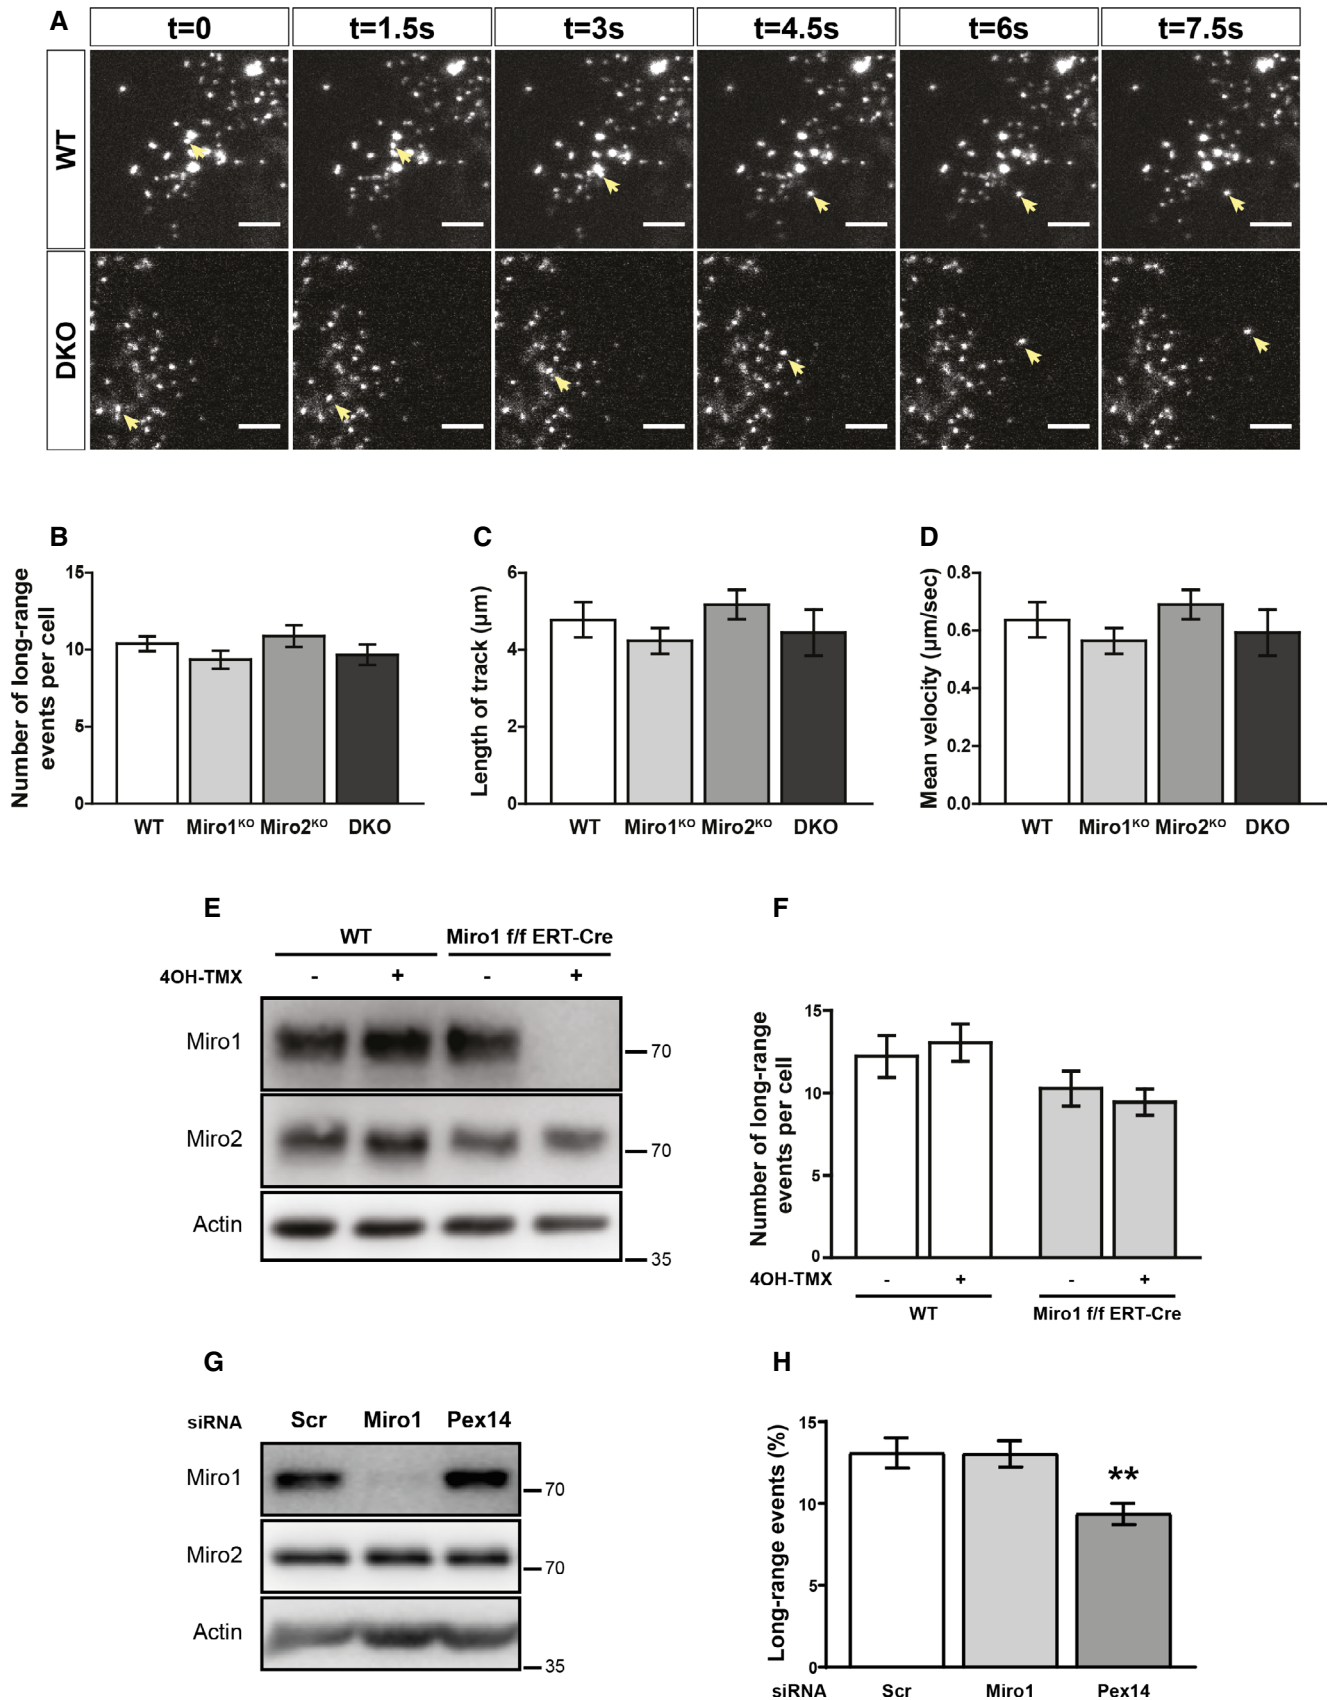 A
t=0 t=1.5s t=3s t=4.5s t=6s t=7.5s
WT
DKO
B
Number of long-range
events per cell
15
10
5
0
WT Miro1ᴷᴼ Miro2ᴷᴼ DKO
C
Length of track (µm)
6
4
2
0
WT Miro1ᴷᴼ Miro2ᴷᴼ DKO
D
Mean velocity (µm/sec)
0.8
0.6
0.4
0.2
0.0
WT Miro1ᴷᴼ Miro2ᴷᴼ DKO
E
WT Miro1 f/f ERT-Cre
4OH-TMX - + - +
Miro1
70
Miro2
70
Actin
35
F
Number of long-range
events per cell
15
10
5
0
4OH-TMX - + - +
WT Miro1 f/f ERT-Cre
G
siRNA Scr Miro1 Pex14
Miro1
70
Miro2
70
Actin
35
H
Long-range events (%)
15
10
5
0
**
siRNA Scr Miro1 Pex14